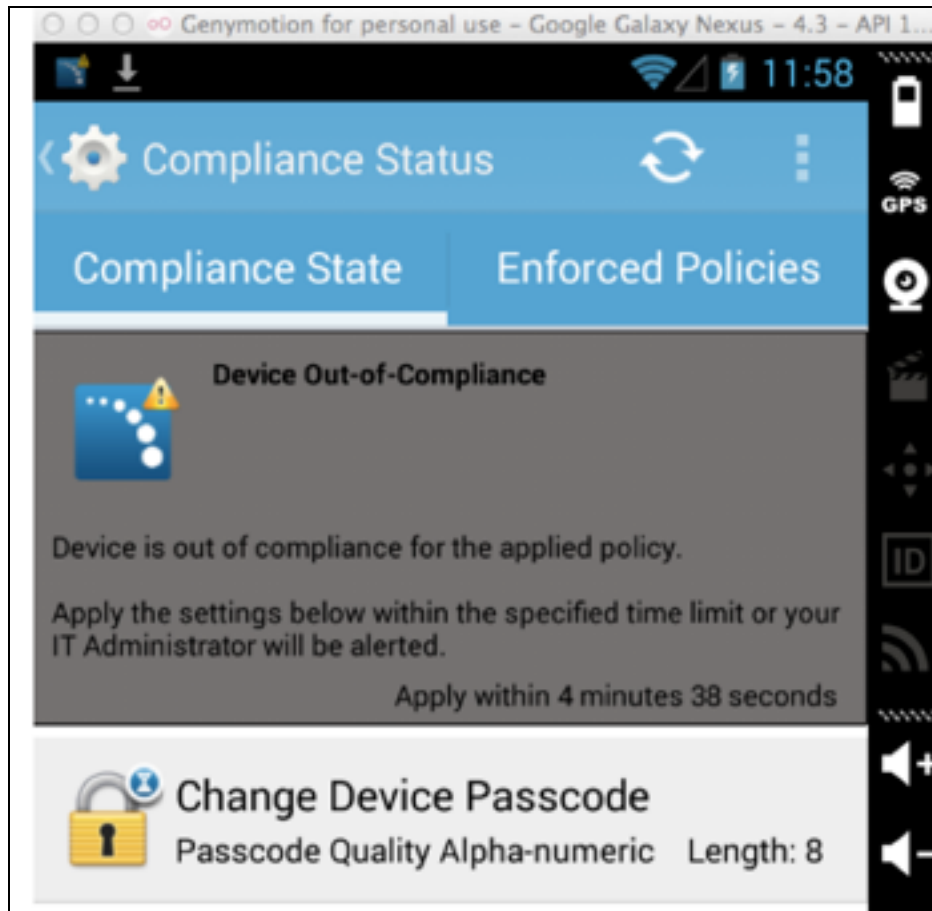 Genymotion for personal use – Google Galaxy Nexus – 4.3 – API 1...
11:58
Compliance Status
GPS
Compliance State Enforced Policies
Device Out-of-Compliance
Device is out of compliance for the applied policy.
ID
Apply the settings below within the specified time limit or your
IT Administrator will be alerted.
Apply within 4 minutes 38 seconds
Change Device Passcode
Passcode Quality Alpha-numeric Length: 8